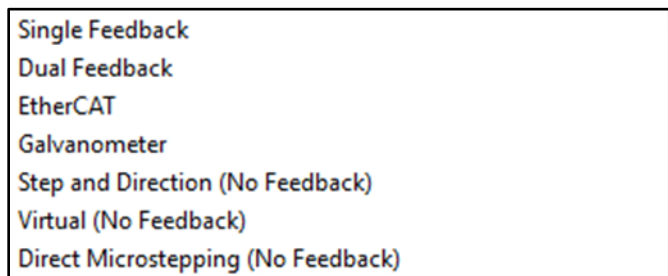 Single Feedback
Dual Feedback
EtherCAT
Galvanometer
Step and Direction (No Feedback)
Virtual (No Feedback)
Direct Microstepping (No Feedback)